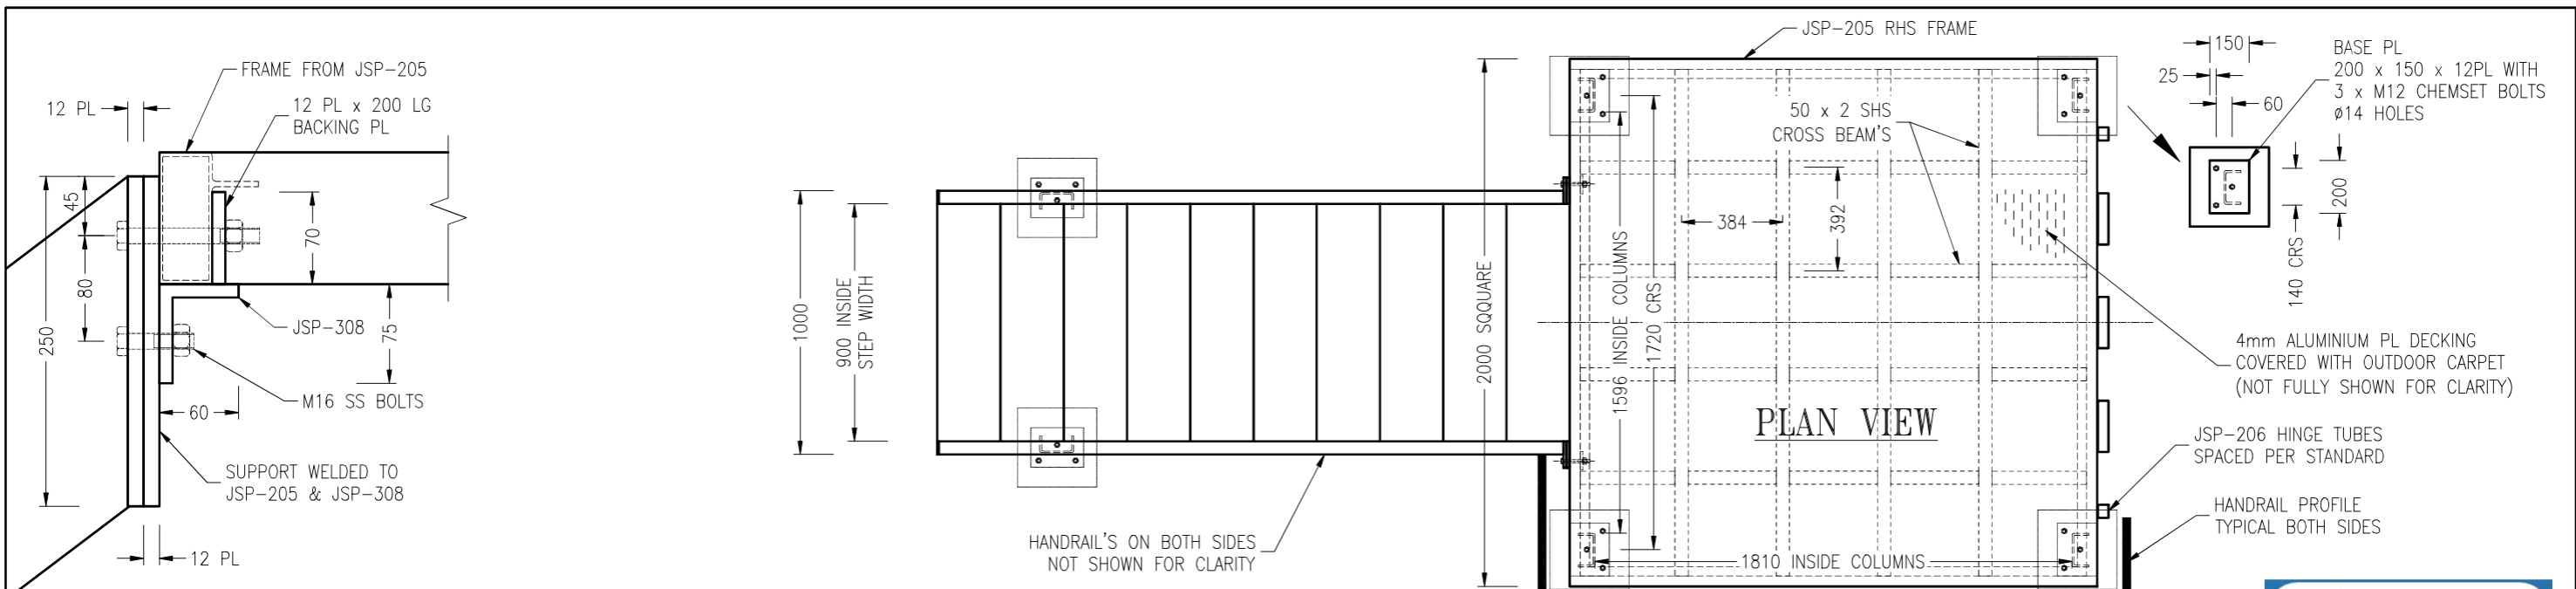 FRAME FROM JSP-205
12 PL x 200 LG
BACKING PL
12 PL
45
80
250
70
75
JSP-308
M16 SS BOLTS
60
SUPPORT WELDED TO
JSP-205 & JSP-308
12 PL
1000
900 INSIDE
STEP WIDTH
HANDRAIL'S ON BOTH SIDES
NOT SHOWN FOR CLARITY
JSP-205 RHS FRAME
2000 SQUARE
1596 INSIDE COLUMNS
1720 CRS
50 x 2 SHS
CROSS BEAM'S
384
392
PLAN VIEW
1810 INSIDE COLUMNS
150
25
60
BASE PL
200 x 150 x 12PL WITH
3 x M12 CHEMSET BOLTS
ø14 HOLES
200
140 CRS
4mm ALUMINIUM PL DECKING
COVERED WITH OUTDOOR CARPET
(NOT FULLY SHOWN FOR CLARITY)
JSP-206 HINGE TUBES
SPACED PER STANDARD
HANDRAIL PROFILE
TYPICAL BOTH SIDES